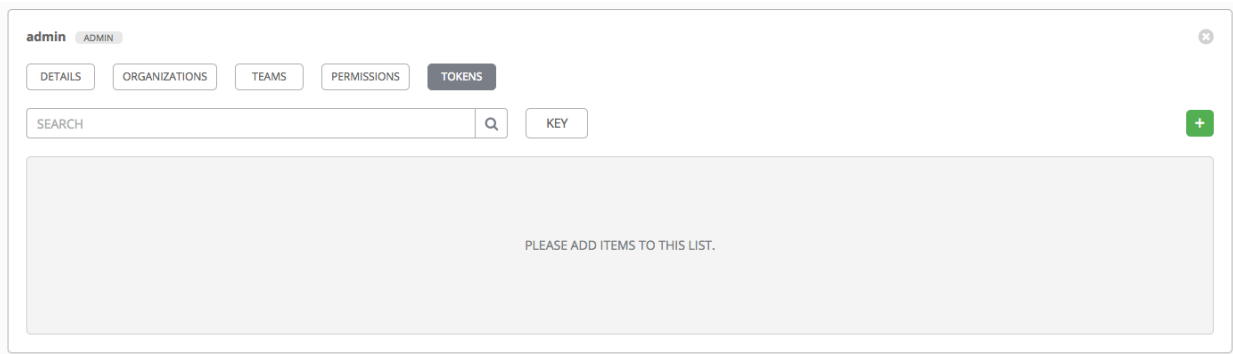 admin ADMIN
DETAILS ORGANIZATIONS TEAMS PERMISSIONS TOKENS
SEARCH KEY +
PLEASE ADD ITEMS TO THIS LIST.